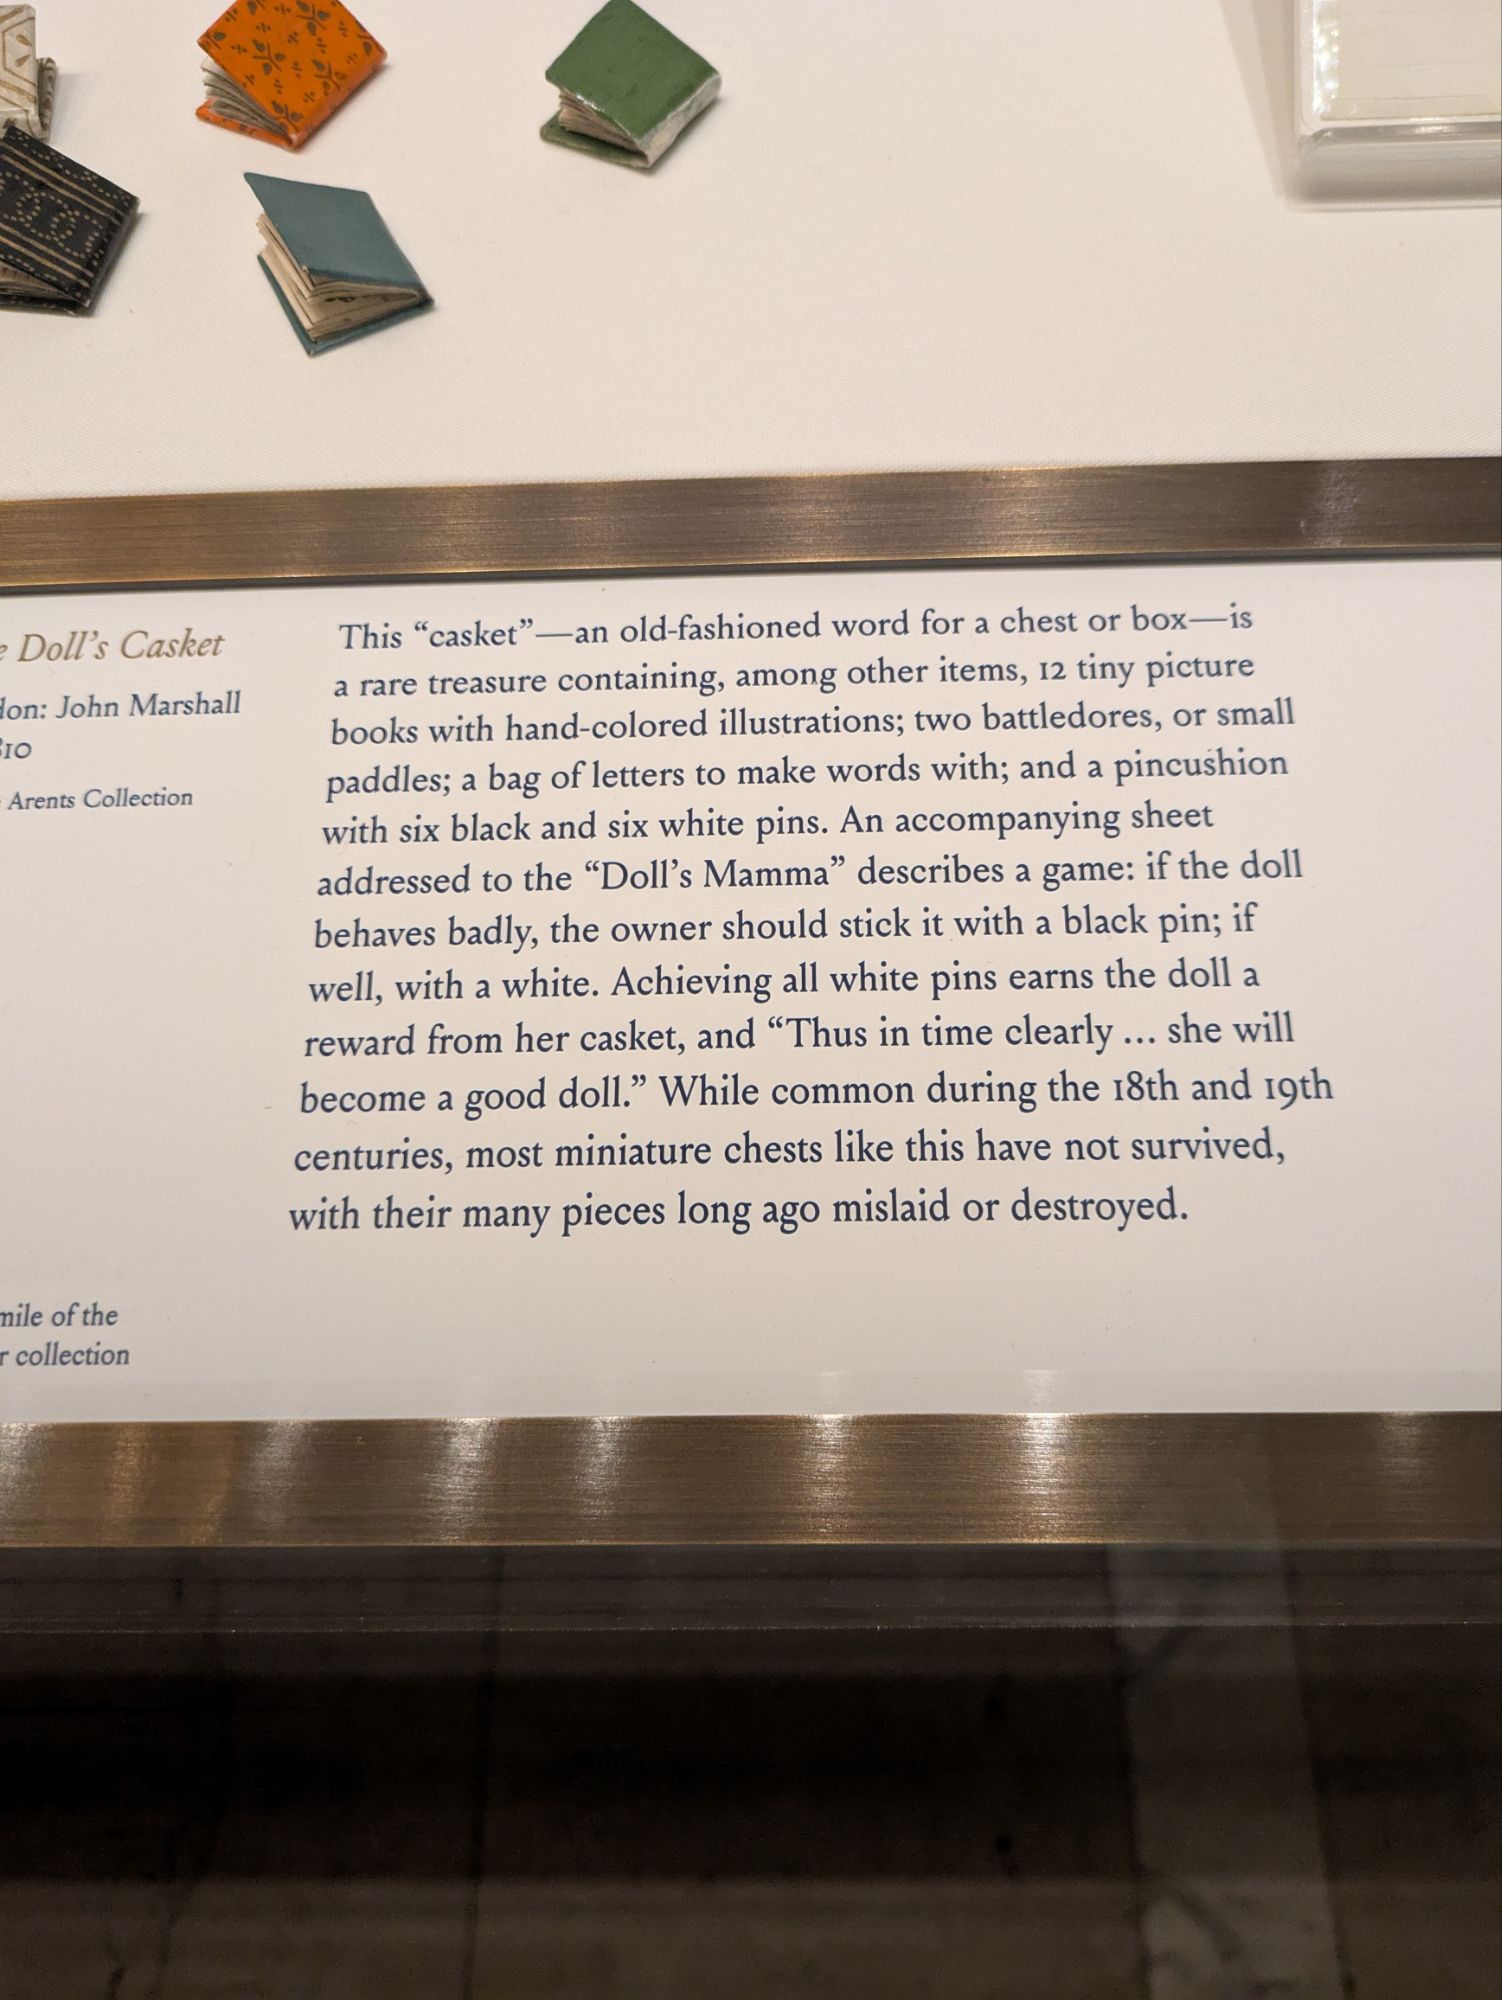 Doll's Casket
John Marshall
Arents Collection
This “casket”—an old-fashioned word for a chest or box—is
a rare treasure containing, among other items, 12 tiny picture
books with hand-colored illustrations; two battledores, or small
paddles; a bag of letters to make words with; and a pincushion
with six black and six white pins. An accompanying sheet
addressed to the “Doll’s Mamma” describes a game: if the doll
behaves badly, the owner should stick it with a black pin; if
well, with a white. Achieving all white pins earns the doll a
reward from her casket, and “Thus in time clearly ... she will
become a good doll.” While common during the 18th and 19th
centuries, most miniature chests like this have not survived,
with their many pieces long ago mislaid or destroyed.
of the
collection